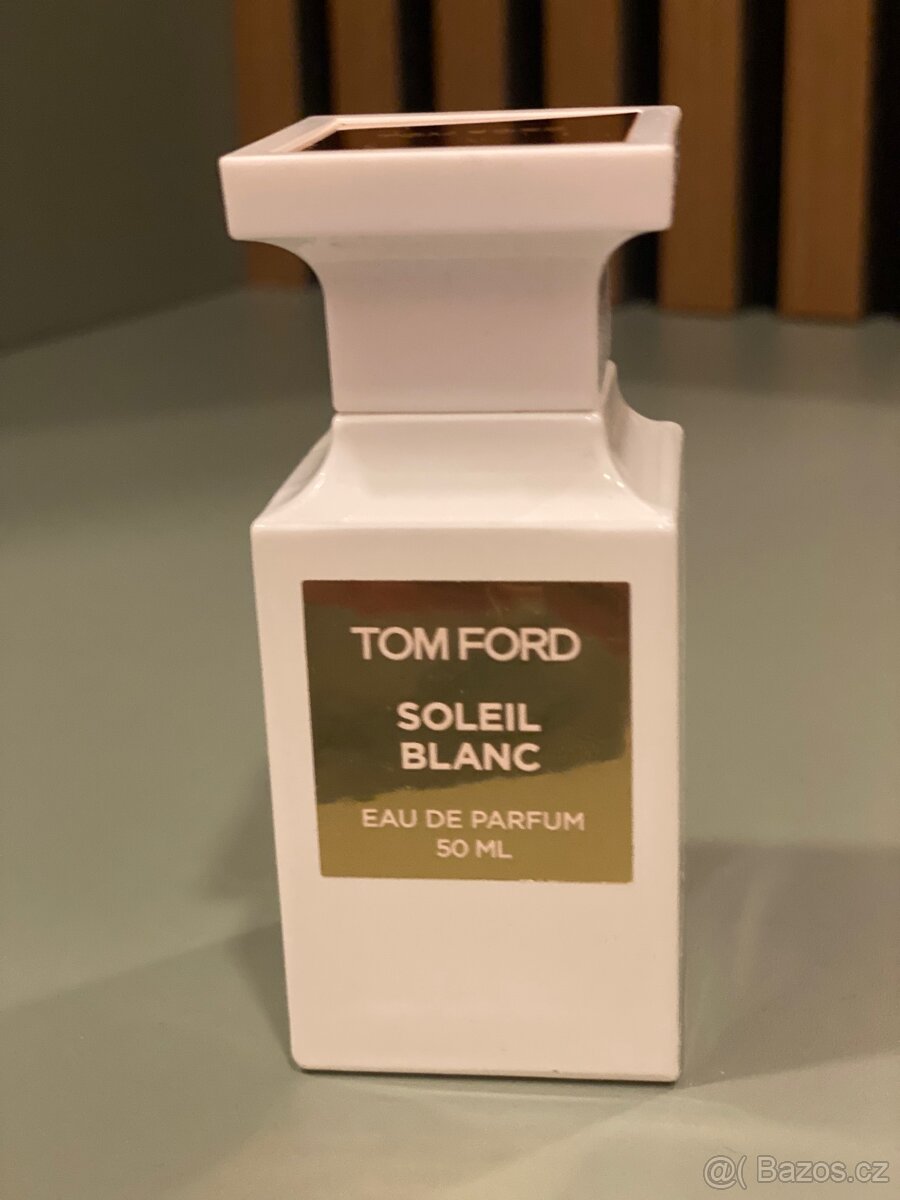 TOM FORD
SOLEIL
BLANC
EAU DE PARFUM
50 ML
@( Bazos.cz